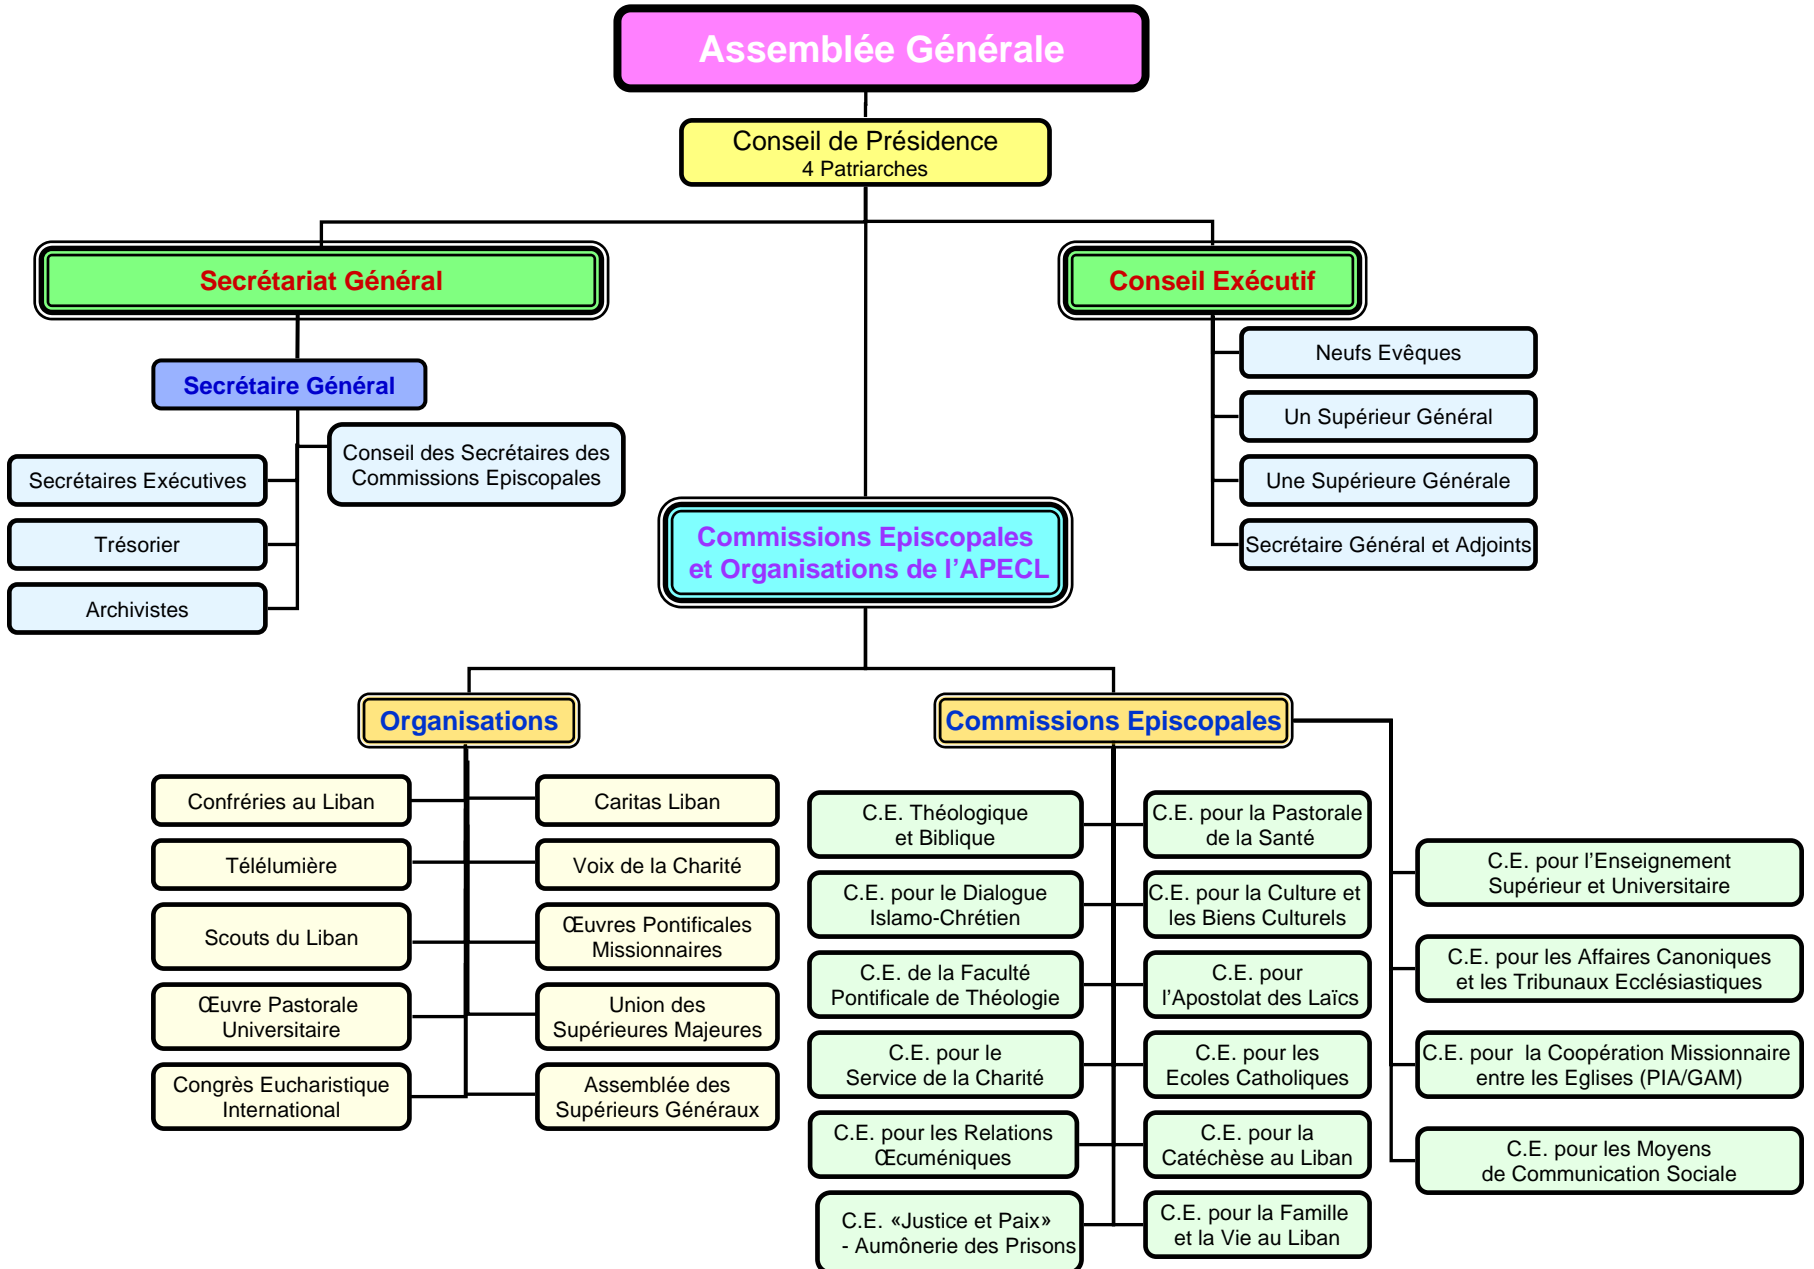 Assemblée Générale
Conseil de Présidence
4 Patriarches
Secrétariat Général
Conseil Exécutif
Secrétaire Général
Conseil des Secrétaires des
Commissions Episcopales
Secrétaires Exécutives
Trésorier
Archivistes
Neufs Evêques
Un Supérieur Général
Une Supérieure Générale
Secrétaire Général et Adjoints
Commissions Episcopales
et Organisations de l’APECL
Organisations
Confréries au Liban
Caritas Liban
Télélumière
Voix de la Charité
Scouts du Liban
Œuvres Pontificales
Missionnaires
Œuvre Pastorale
Universitaire
Union des
Supérieures Majeures
Congrès Eucharistique
International
Assemblée des
Supérieurs Généraux
Commissions Episcopales
C.E. Théologique
et Biblique
C.E. pour la Pastorale
de la Santé
C.E. pour le Dialogue
Islamo-Chrétien
C.E. pour la Culture et
les Biens Culturels
C.E. de la Faculté
Pontificale de Théologie
C.E. pour
l’Apostolat des Laïcs
C.E. pour le
Service de la Charité
C.E. pour les
Ecoles Catholiques
C.E. pour les Relations
Œcuméniques
C.E. pour la
Catéchèse au Liban
C.E. «Justice et Paix»
- Aumônerie des Prisons
C.E. pour la Famille
et la Vie au Liban
C.E. pour l’Enseignement
Supérieur et Universitaire
C.E. pour les Affaires Canoniques
et les Tribunaux Ecclésiastiques
C.E. pour la Coopération Missionnaire
entre les Eglises (PIA/GAM)
C.E. pour les Moyens
de Communication Sociale